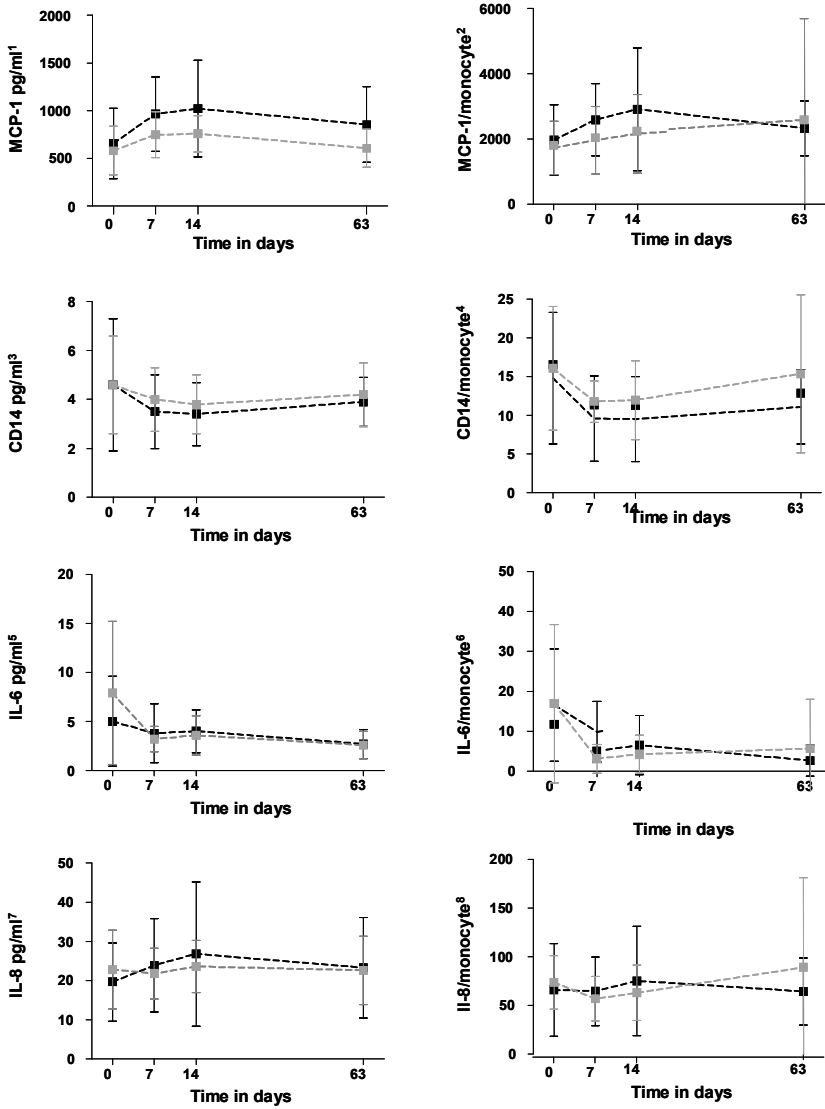 MCP-1 pg/ml¹
2000
1500
1000
500
0
0 7 14 63
Time in days
MCP-1/monocyte²
6000
4000
2000
0
0 7 14 63
Time in days
CD14 pg/ml³
8
6
4
2
0
0 7 14 63
Time in days
CD14/monocyte⁴
25
20
15
10
5
0
0 7 14 63
Time in days
IL-6 pg/ml⁵
20
15
10
5
0
0 7 14 63
Time in days
IL-6/monocyte⁶
50
40
30
20
10
0
0 7 14 63
Time in days
IL-8 pg/ml⁷
50
40
30
20
10
0
0 7 14 63
Time in days
Il-8/monocyte⁸
200
150
100
50
0
0 7 14 63
Time in days